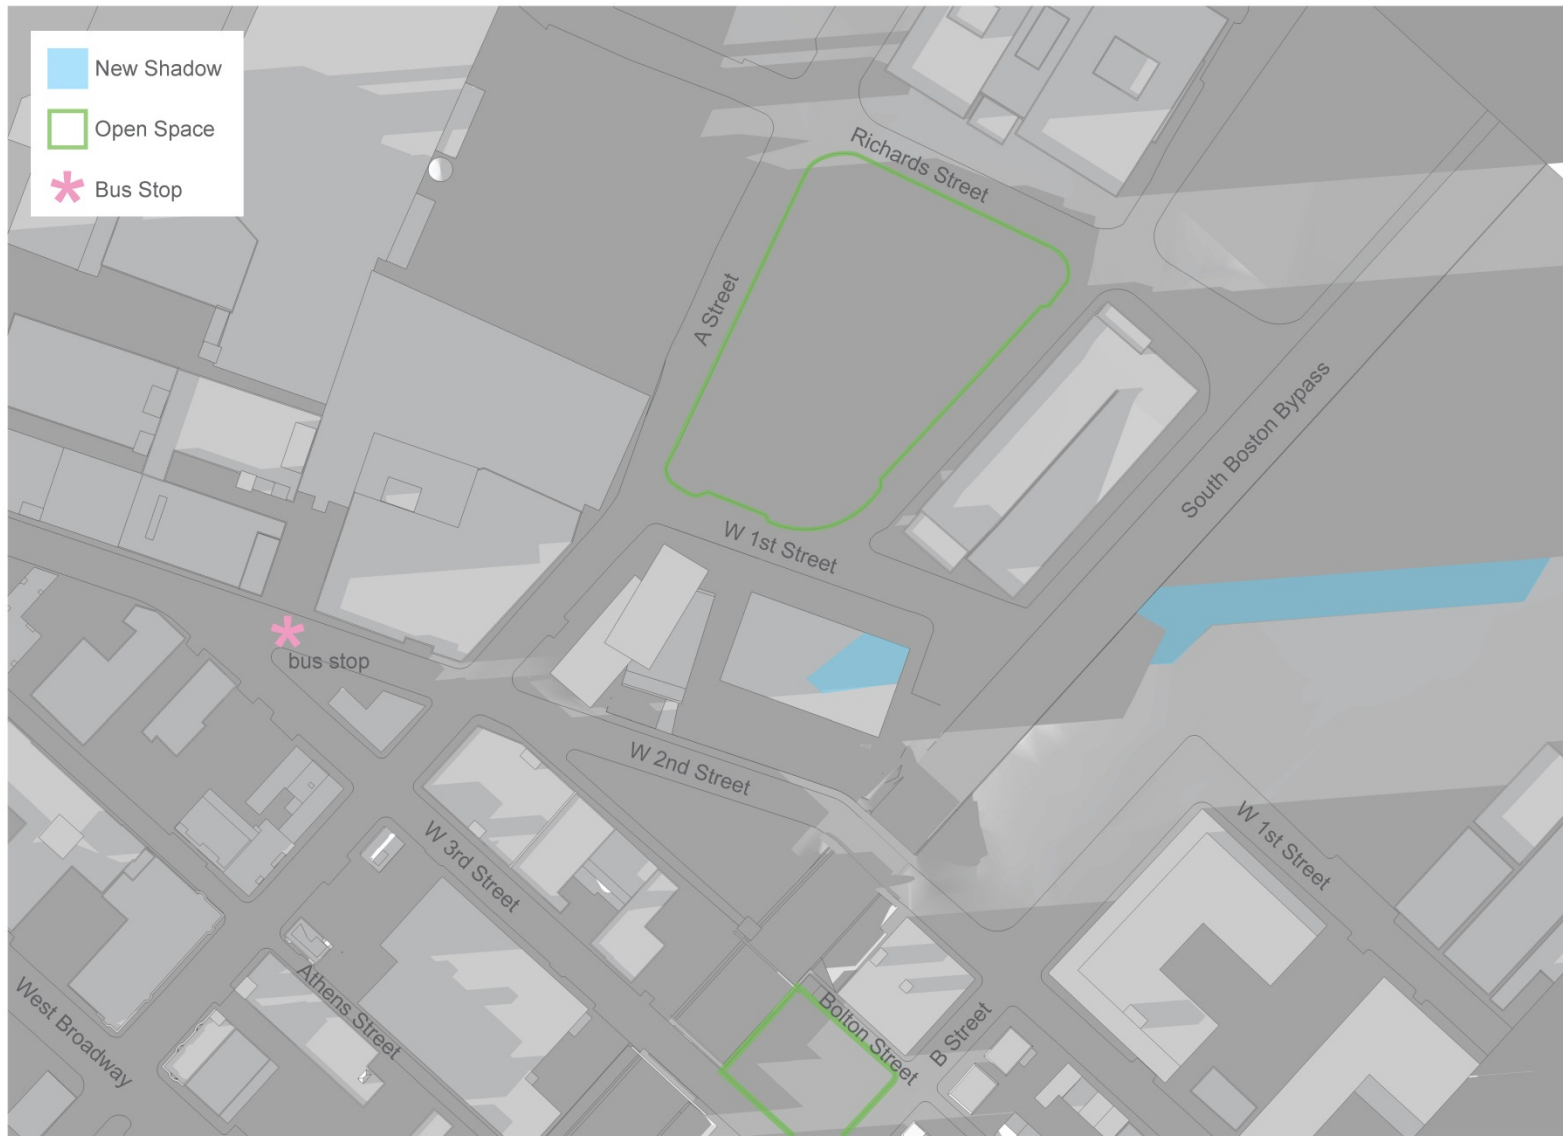 New Shadow
Open Space
Bus Stop
Richards Street
A Street
South Boston Bypass
W 1st Street
bus stop
W 2nd Street
W 3rd Street
W 1st Street
Athens Street
West Broadway
Bolton Street
B Street